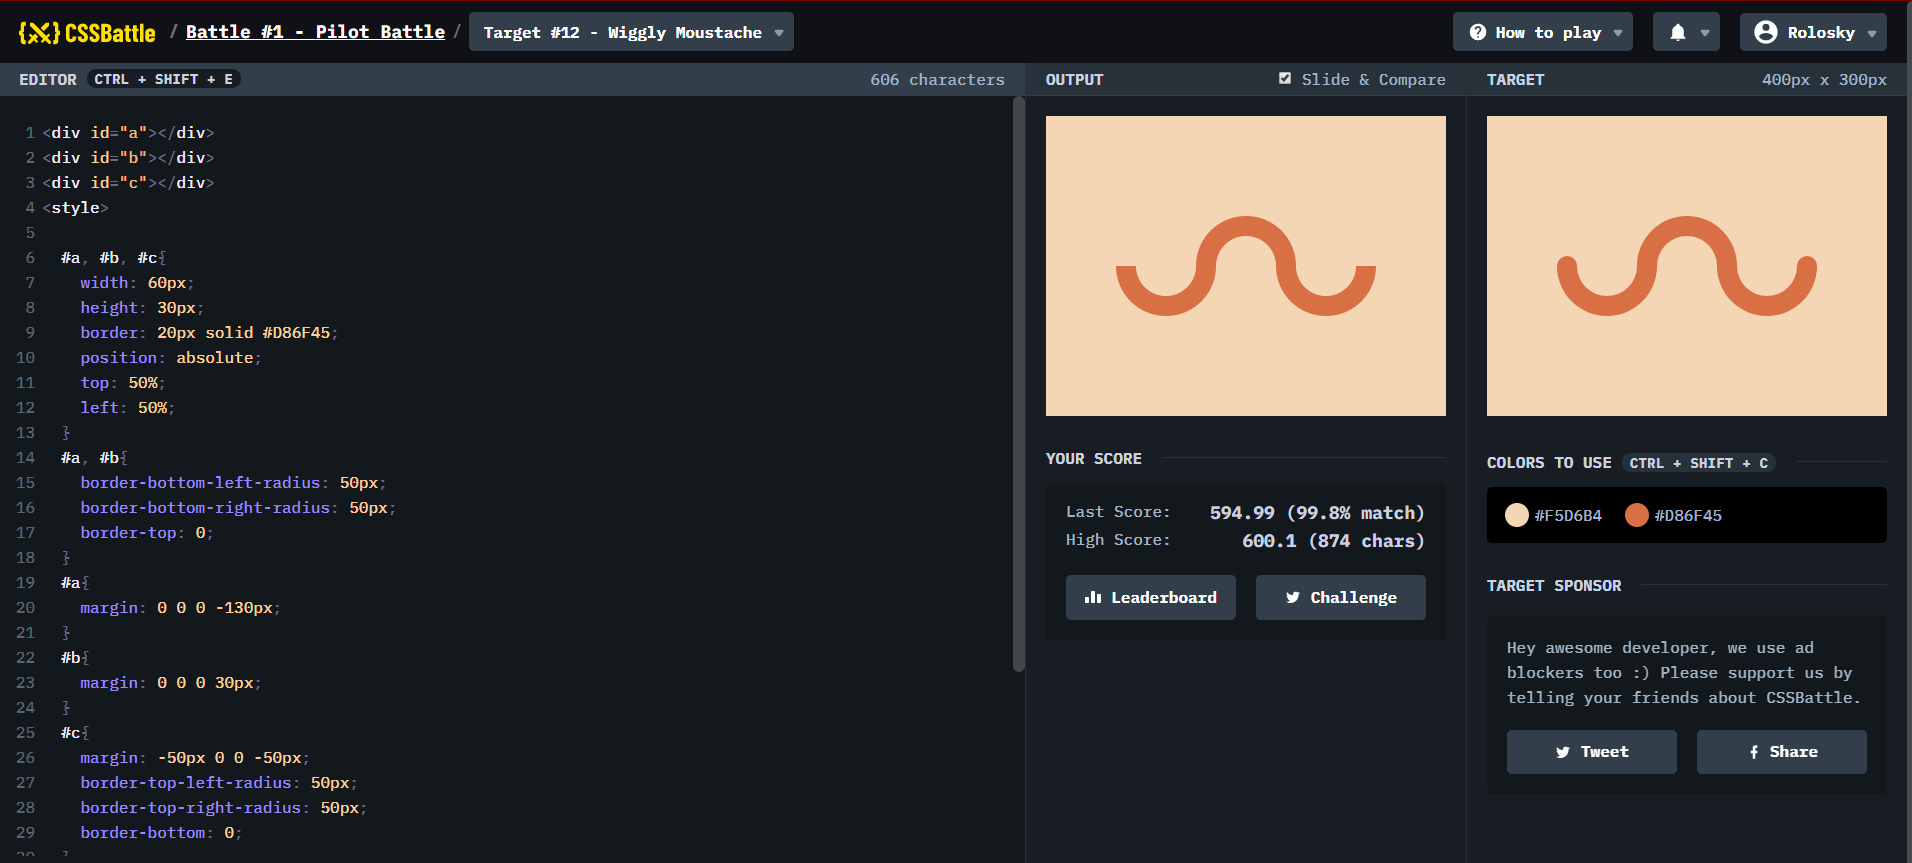 CSSBattle / Battle #1 - Pilot Battle / Target #12 - Wiggly Moustache
How to play
Rolosky
EDITOR CTRL + SHIFT + E 606 characters
1 <div id="a"></div>
2 <div id="b"></div>
3 <div id="c"></div>
4 <style>
5
6 #a, #b, #c{
7 width: 60px;
8 height: 30px;
9 border: 20px solid #D86F45;
10 position: absolute;
11 top: 50%;
12 left: 50%;
13 }
14 #a, #b{
15 border-bottom-left-radius: 50px;
16 border-bottom-right-radius: 50px;
17 border-top: 0;
18 }
19 #a{
20 margin: 0 0 0 -130px;
21 }
22 #b{
23 margin: 0 0 0 30px;
24 }
25 #c{
26 margin: -50px 0 0 -50px;
27 border-top-left-radius: 50px;
28 border-top-right-radius: 50px;
29 border-bottom: 0;
OUTPUT Slide & Compare
YOUR SCORE
Last Score: 594.99 (99.8% match)
High Score: 600.1 (874 chars)
Leaderboard
Challenge
TARGET 400px x 300px
COLORS TO USE CTRL + SHIFT + C
#F5D6B4 #D86F45
TARGET SPONSOR
Hey awesome developer, we use ad
blockers too :) Please support us by
telling your friends about CSSBattle.
Tweet
Share